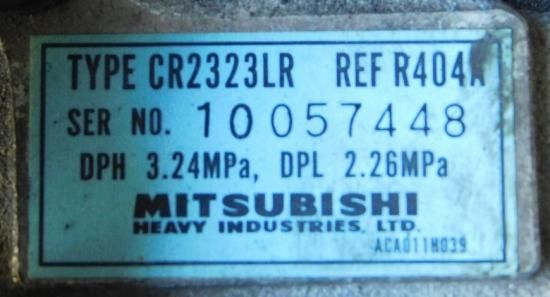 TYPE CR2323LR REF R404A
SER NO. 10057448
DPH 3.24MPa, DPL 2.26MPa
MITSUBISHI
HEAVY INDUSTRIES, LTD.
ACA011H039